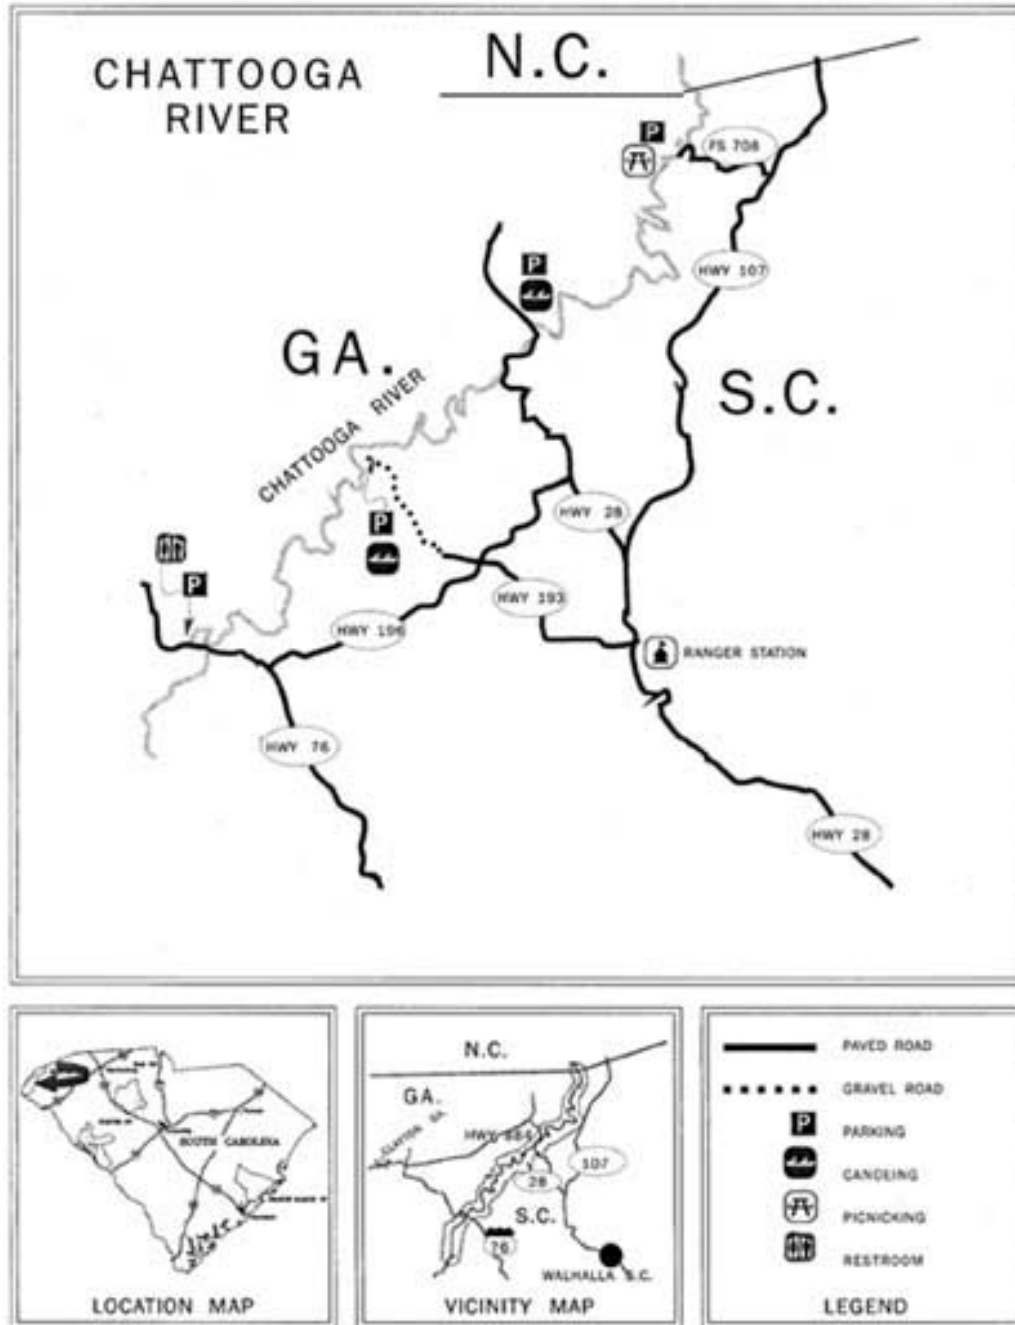 CHATTOOGA
RIVER
N.C.
P
FS 708
HWY 107
P
GA.
S.C.
CHATTOOGA RIVER
HWY 28
P
HWY 193
P
HWY 196
RANGER STATION
HWY 76
HWY 28
SOUTH CAROLINA
LOCATION MAP
N.C.
GA.
CLAYTON GA.
107
28
S.C.
76
WALHALLA S.C.
VICINITY MAP
PAVED ROAD
GRAVEL ROAD
P
PARKING
CANOEING
PICNICKING
RESTROOM
LEGEND